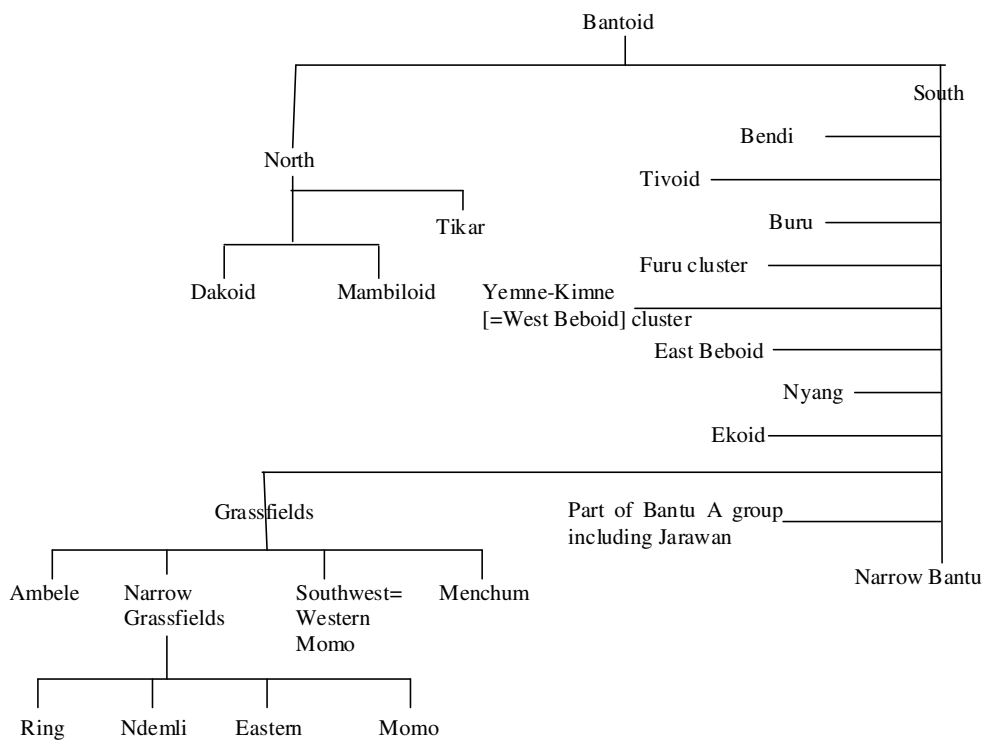 Bantoid
South
Bendi
North
Tivoid
Buru
Tikar
Furu cluster
Dakoid
Mambiloid
Yemne-Kimne
[=West Beboid] cluster
East Beboid
Nyang
Ekoid
Grassfields
Part of Bantu A group
including Jarawan
Narrow Bantu
Ambele
Narrow
Grassfields
Southwest=
Western
Momo
Menchum
Ring
Ndemli
Eastern
Momo